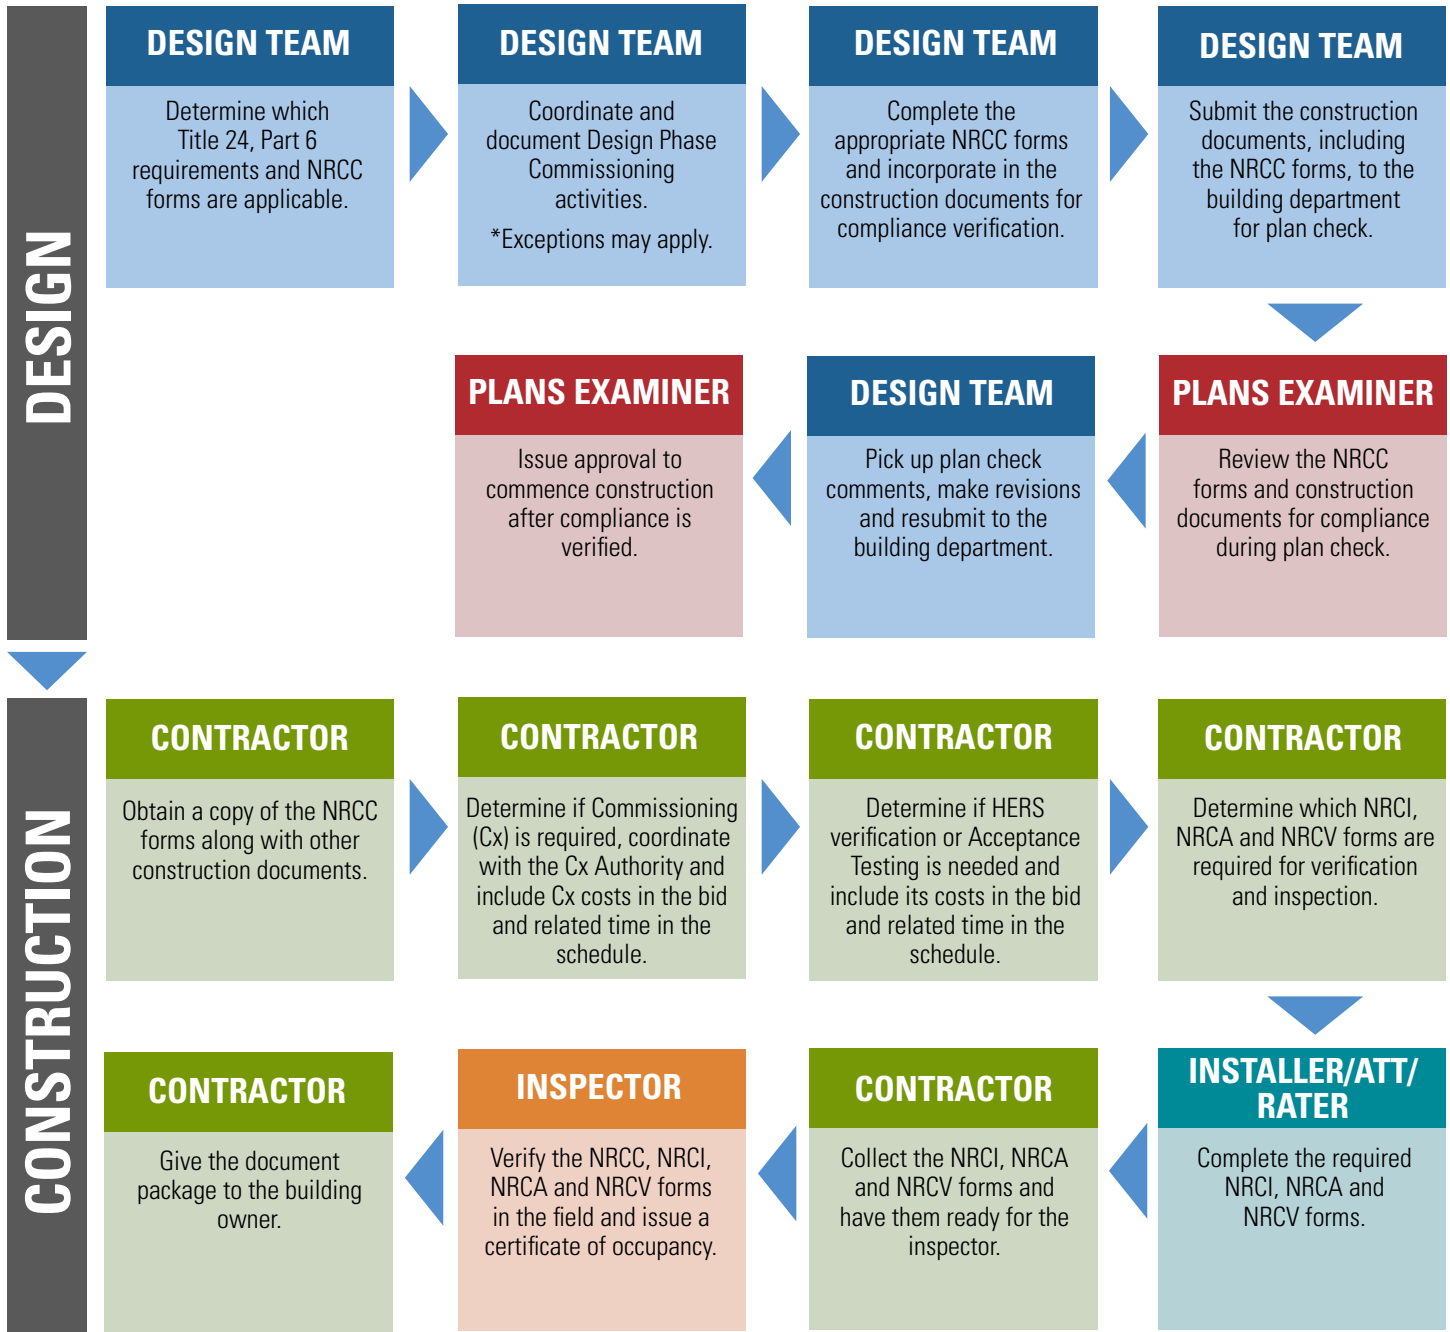 DESIGN
DESIGN TEAM
Determine which
Title 24, Part 6
requirements and NRCC
forms are applicable.
DESIGN TEAM
Coordinate and
document Design Phase
Commissioning
activities.
*Exceptions may apply.
DESIGN TEAM
Complete the
appropriate NRCC forms
and incorporate in the
construction documents for
compliance verification.
DESIGN TEAM
Submit the construction
documents, including
the NRCC forms, to the
building department
for plan check.
PLANS EXAMINER
Review the NRCC
forms and construction
documents for compliance
during plan check.
DESIGN TEAM
Pick up plan check
comments, make revisions
and resubmit to the
building department.
PLANS EXAMINER
Issue approval to
commence construction
after compliance is
verified.
CONSTRUCTION
CONTRACTOR
Obtain a copy of the NRCC
forms along with other
construction documents.
CONTRACTOR
Determine if Commissioning
(Cx) is required, coordinate
with the Cx Authority and
include Cx costs in the bid
and related time in the
schedule.
CONTRACTOR
Determine if HERS
verification or Acceptance
Testing is needed and
include its costs in the bid
and related time in the
schedule.
CONTRACTOR
Determine which NRCI,
NRCA and NRCV forms are
required for verification
and inspection.
INSTALLER/ATT/
RATER
Complete the required
NRCI, NRCA and
NRCV forms.
CONTRACTOR
Collect the NRCI, NRCA
and NRCV forms and
have them ready for the
inspector.
INSPECTOR
Verify the NRCC, NRCI,
NRCA and NRCV forms
in the field and issue a
certificate of occupancy.
CONTRACTOR
Give the document
package to the building
owner.